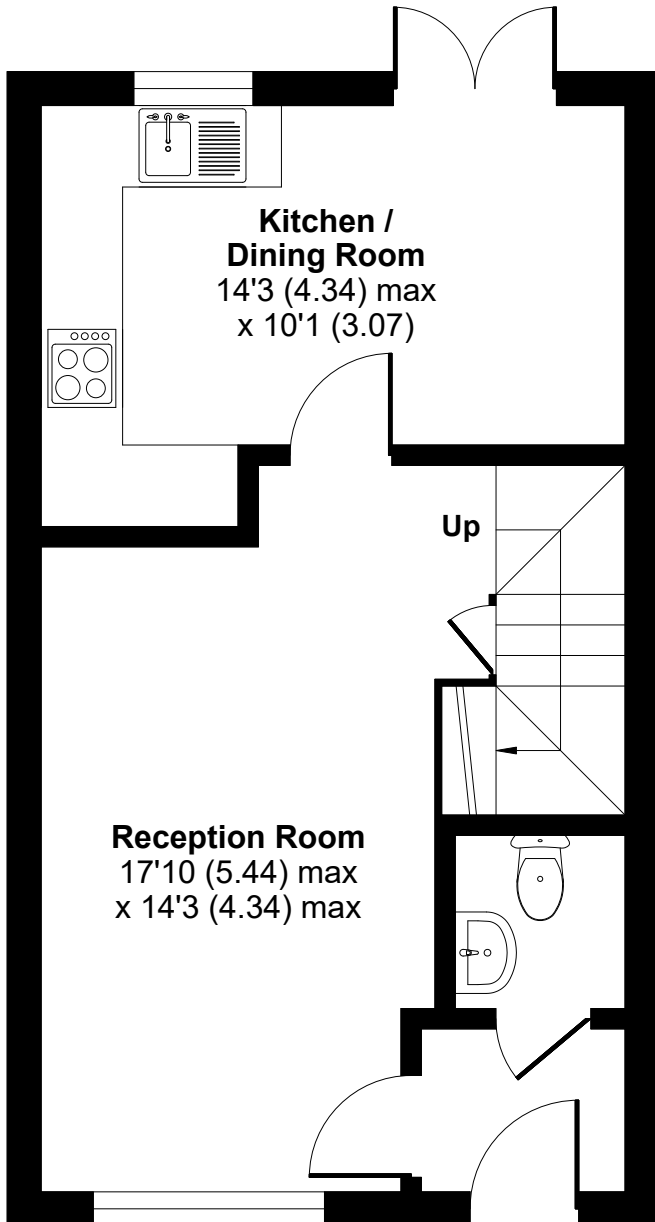 Kitchen /
Dining Room
14'3 (4.34) max
x 10'1 (3.07)
Up
Reception Room
17'10 (5.44) max
x 14'3 (4.34) max